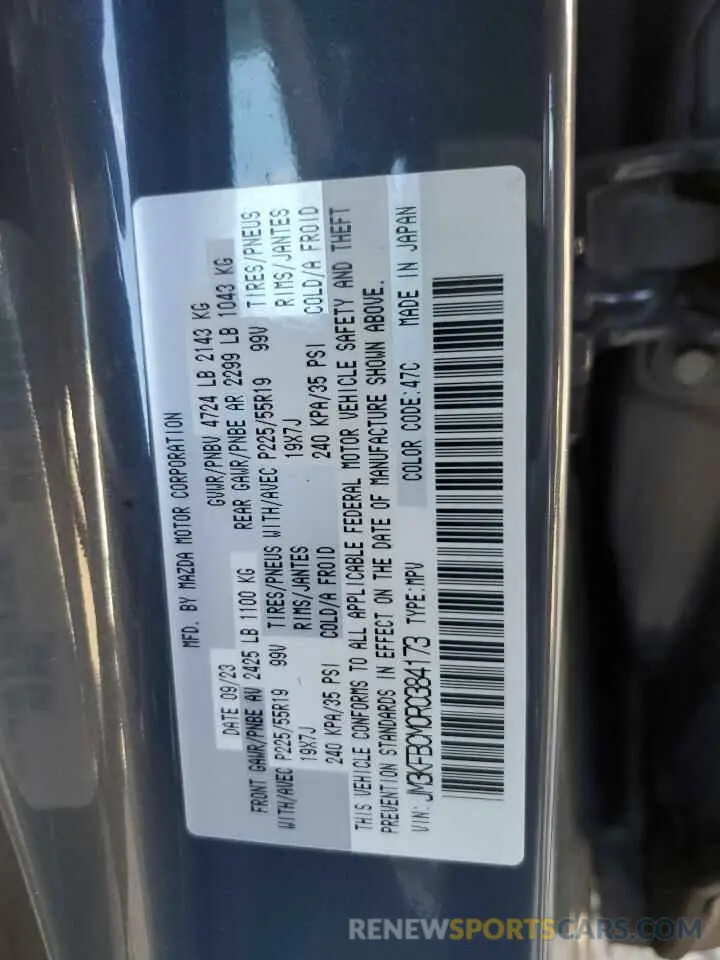 MFD. BY MAZDA MOTOR CORPORATION
DATE 09/23 GVWR/PNBV 4724 LB 2143 KG
FRONT GAWR/PNBE AV 2425 LB 1100 KG REAR GAWR/PNBE AR 2299 LB 1043 KG
WITH/AVEC P225/55R19 99V TIRES/PNEUS WITH/AVEC P225/55R19 99V TIRES/PNEUS
19X7J RIMS/JANTES 19X7J RIMS/JANTES
240 KPA/35 PSI COLD/A FROID 240 KPA/35 PSI COLD/A FROID
THIS VEHICLE CONFORMS TO ALL APPLICABLE FEDERAL MOTOR VEHICLE SAFETY AND THEFT
PREVENTION STANDARDS IN EFFECT ON THE DATE OF MANUFACTURE SHOWN ABOVE.
VIN: JM3KFBCM0R0384173 TYPE:MPV COLOR CODE:47C MADE IN JAPAN
RENEWSPORTSCARS.COM